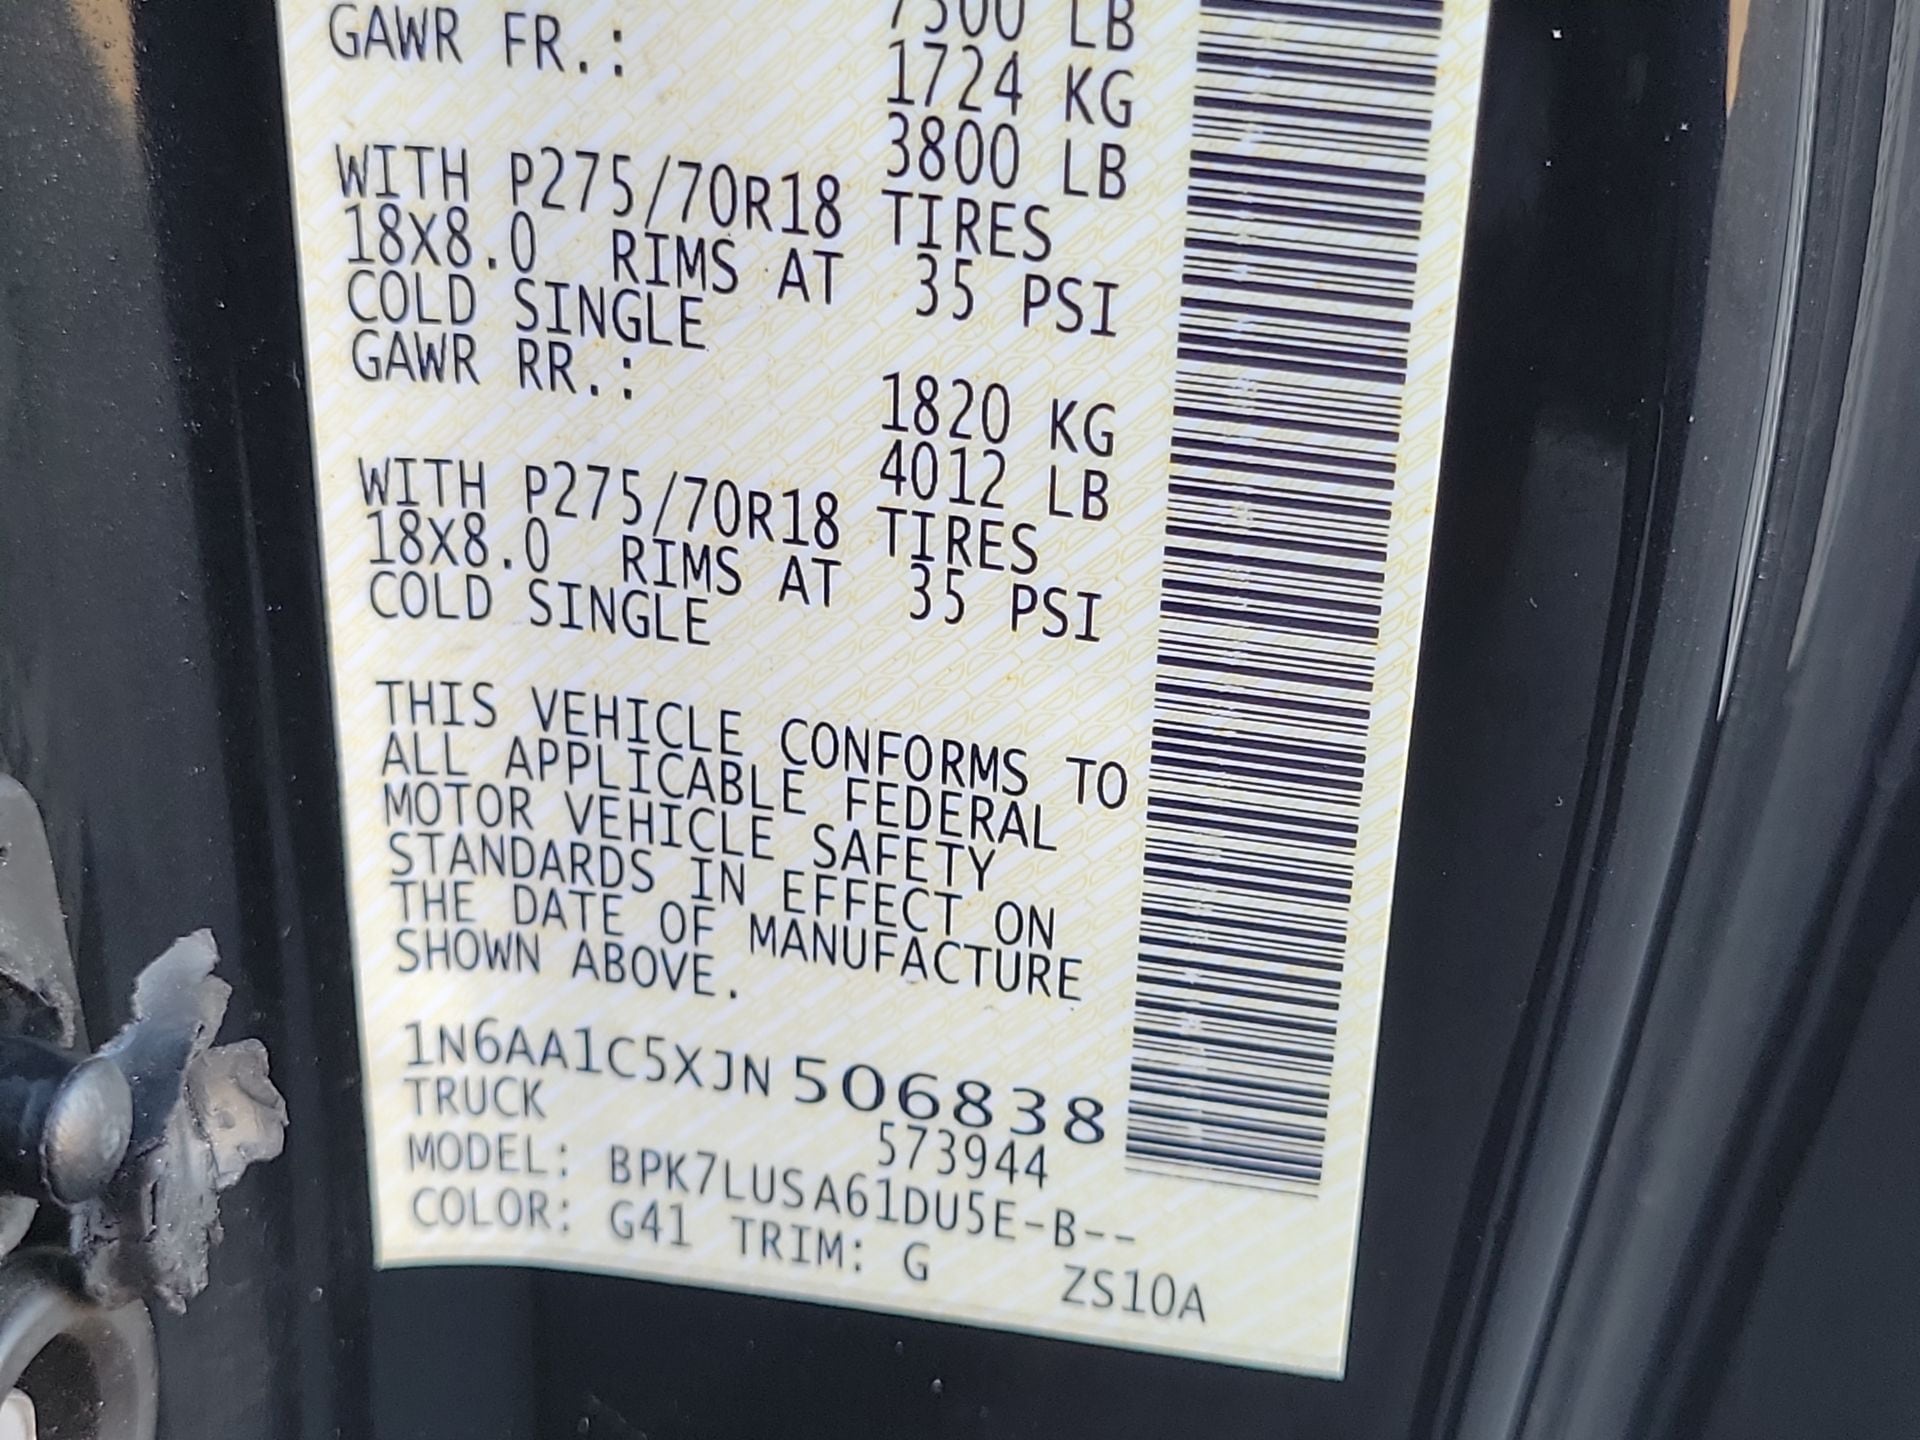 7500 LB
GAWR FR.: 1724 KG
3800 LB
WITH P275/70R18 TIRES
18X8.0 RIMS AT 35 PSI
COLD SINGLE
GAWR RR.: 1820 KG
4012 LB
WITH P275/70R18 TIRES
18X8.0 RIMS AT 35 PSI
COLD SINGLE
THIS VEHICLE CONFORMS TO
ALL APPLICABLE FEDERAL
MOTOR VEHICLE SAFETY
STANDARDS IN EFFECT ON
THE DATE OF MANUFACTURE
SHOWN ABOVE.
1N6AA1C5XJN506838
TRUCK 573944
MODEL: BPK7LUSA61DU5E-B--
COLOR: G41 TRIM: G ZS10A